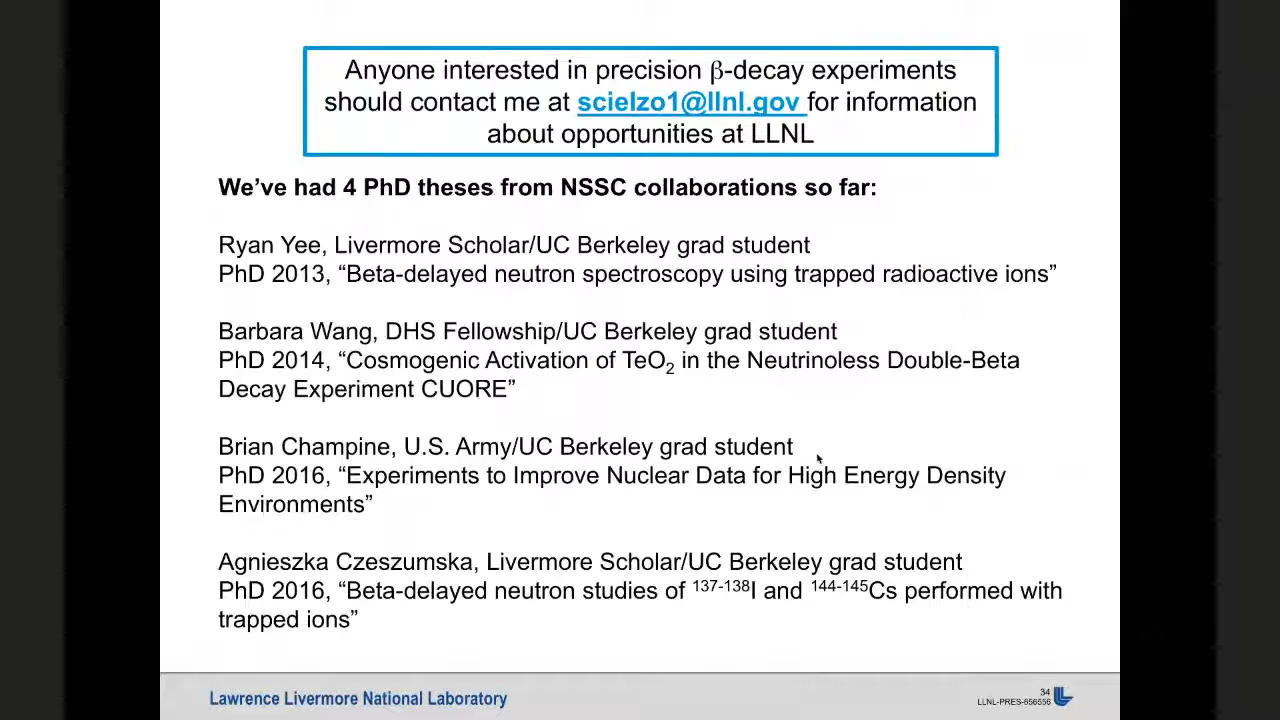 Anyone interested in precision β-decay experiments
should contact me at scielzo1@llnl.gov for information
about opportunities at LLNL
We’ve had 4 PhD theses from NSSC collaborations so far:
Ryan Yee, Livermore Scholar/UC Berkeley grad student
PhD 2013, “Beta-delayed neutron spectroscopy using trapped radioactive ions”
Barbara Wang, DHS Fellowship/UC Berkeley grad student
PhD 2014, “Cosmogenic Activation of TeO₂ in the Neutrinoless Double-Beta
Decay Experiment CUORE”
Brian Champine, U.S. Army/UC Berkeley grad student
PhD 2016, “Experiments to Improve Nuclear Data for High Energy Density
Environments”
Agnieszka Czeszumska, Livermore Scholar/UC Berkeley grad student
PhD 2016, “Beta-delayed neutron studies of ¹³⁷⁻¹³⁸I and ¹⁴⁴⁻¹⁴⁵Cs performed with
trapped ions”
Lawrence Livermore National Laboratory
34
LLNL-PRES-656556